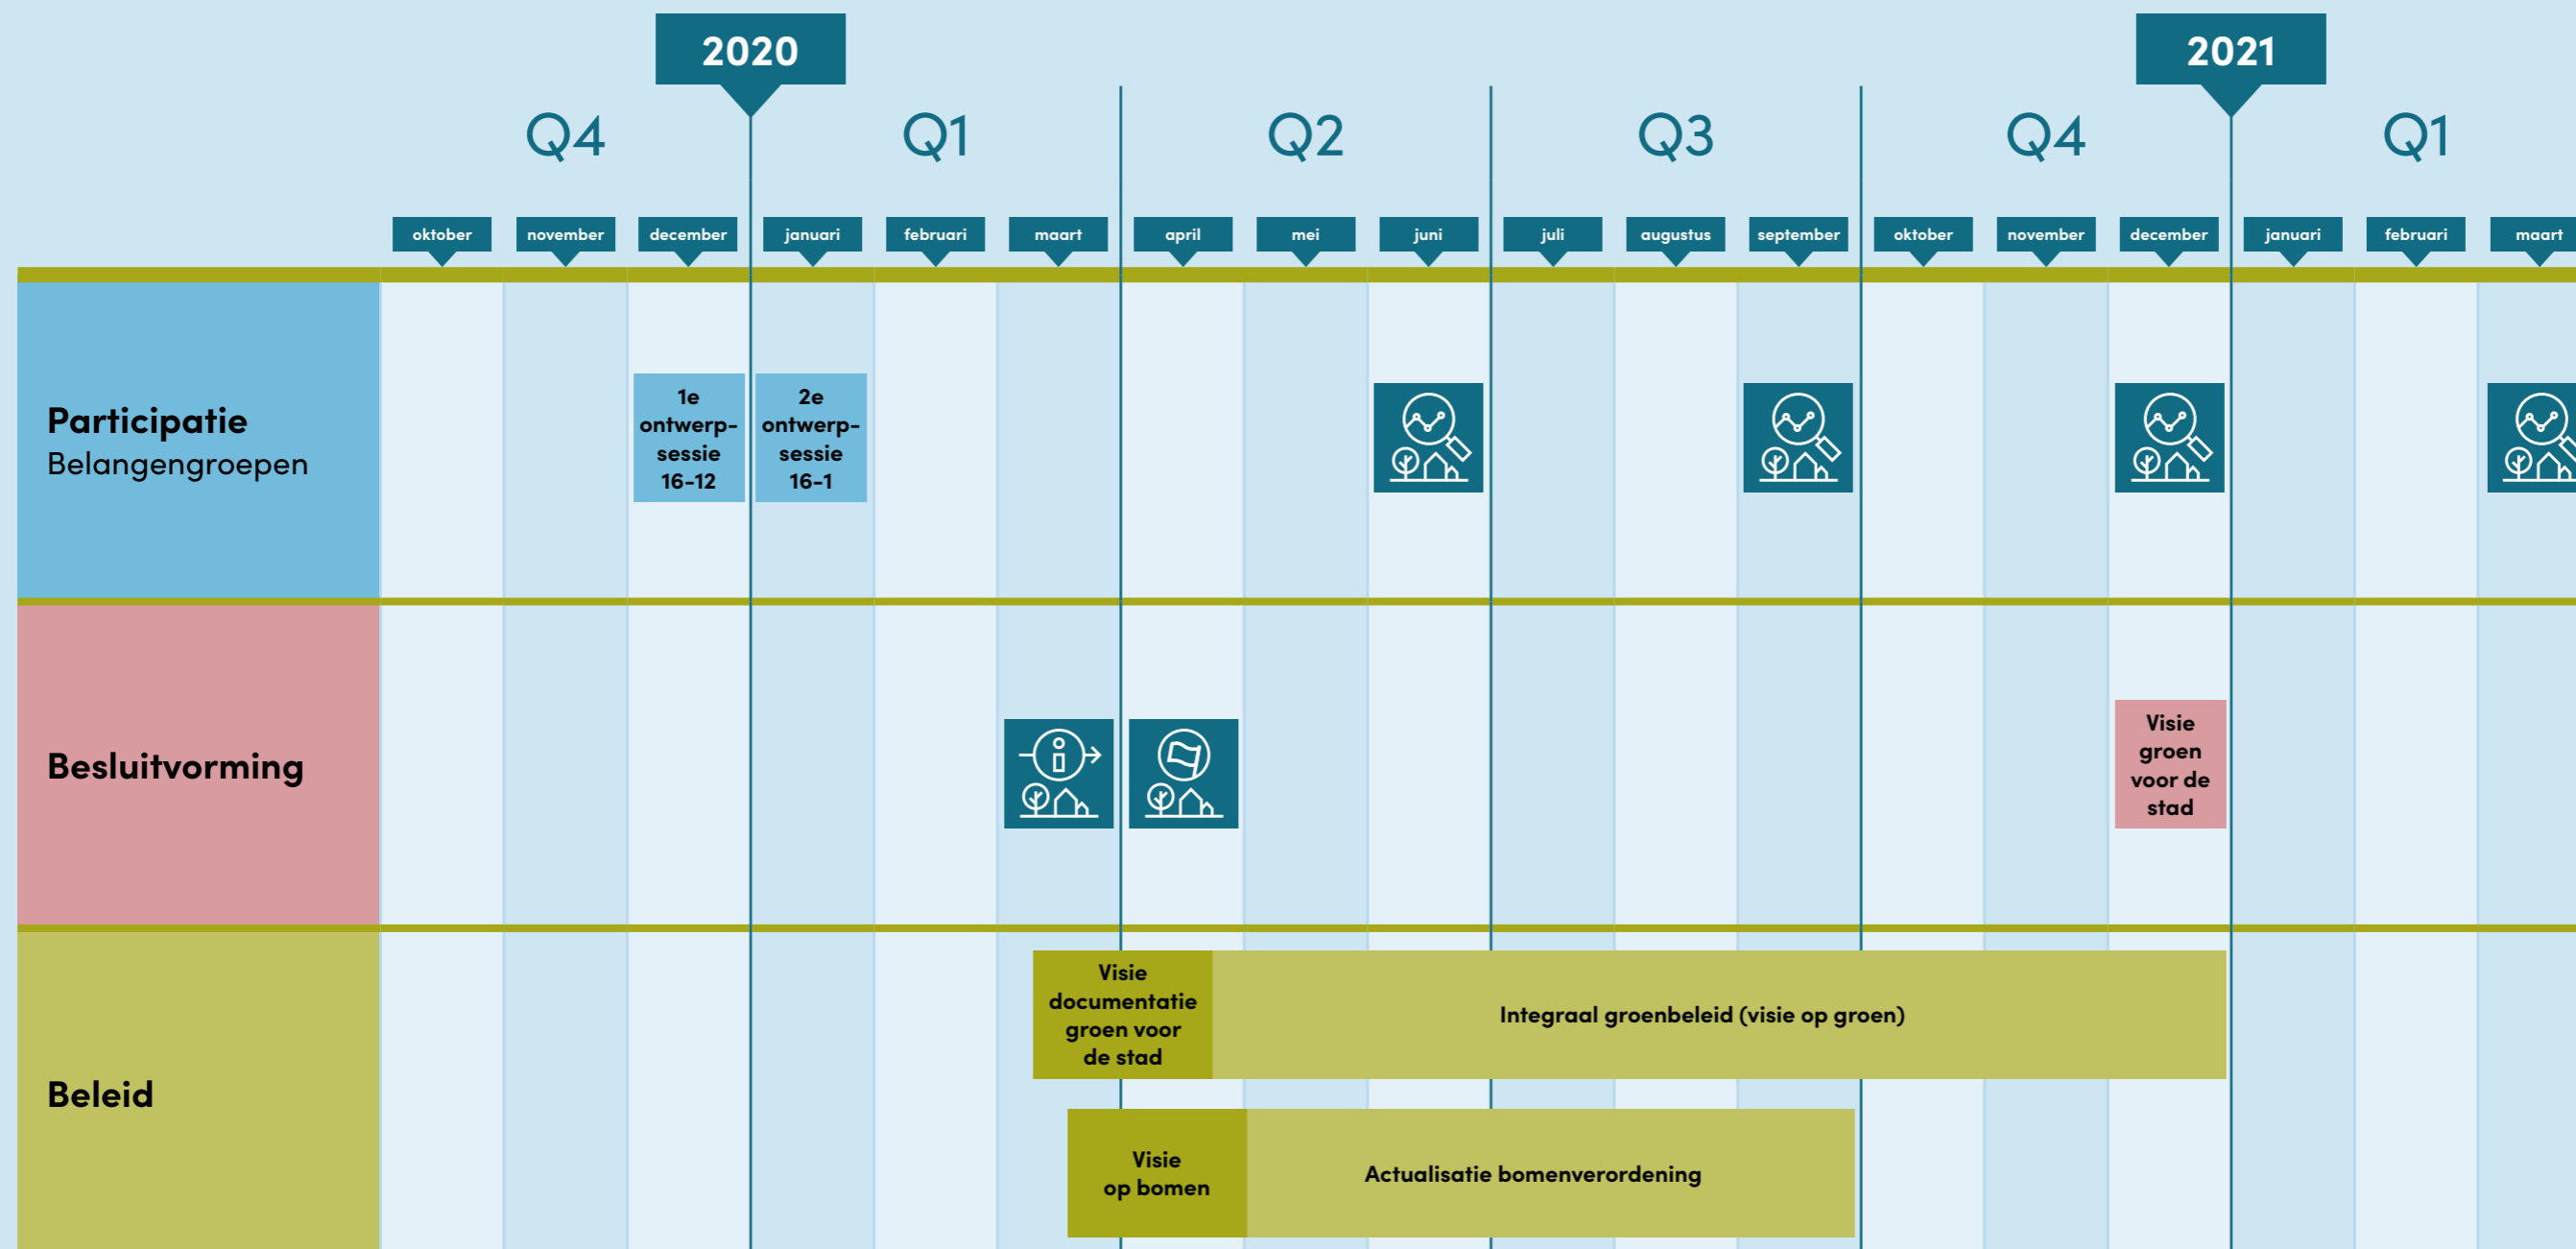 2020
2021
Q4
Q1
Q2
Q3
Q4
Q1
oktober
november
december
januari
februari
maart
april
mei
juni
juli
augustus
september
oktober
november
december
januari
februari
maart
Participatie
Belangengroepen
1e
ontwerp-
sessie
16-12
2e
ontwerp-
sessie
16-1
Besluitvorming
Visie
groen
voor de
stad
Beleid
Visie
documentatie
groen voor
de stad
Integraal groenbeleid (visie op groen)
Visie
op bomen
Actualisatie bomenverordening